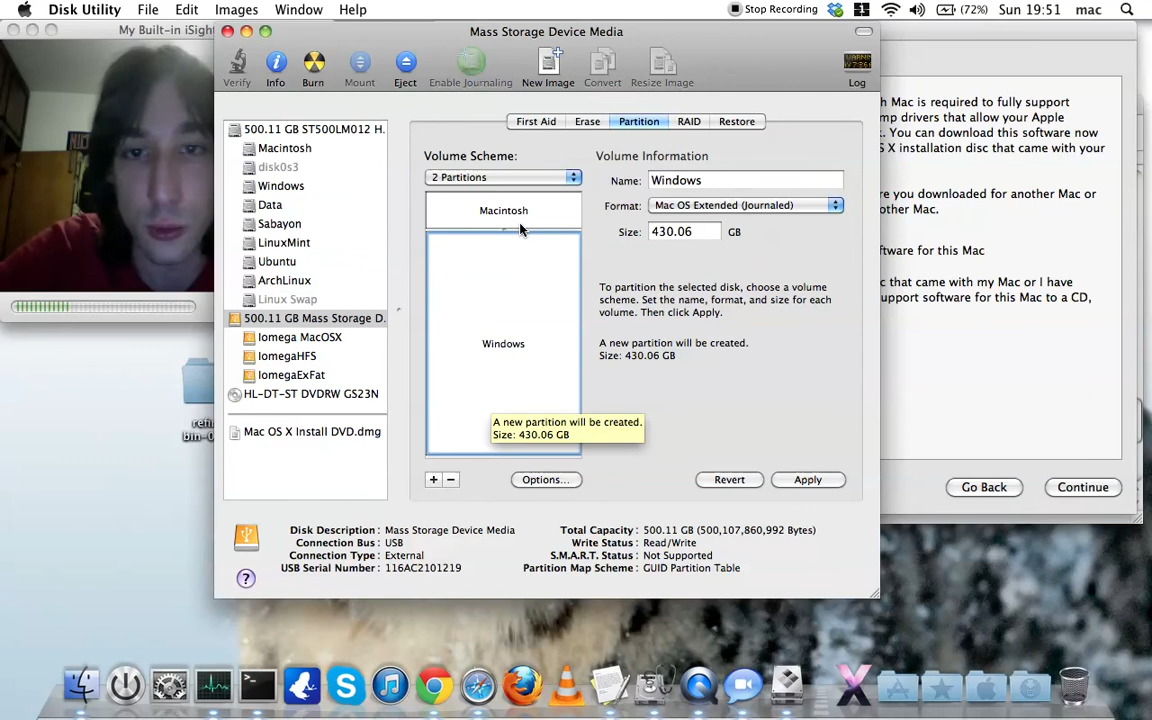 Disk Utility File Edit Images Window Help
Stop Recording 1 (72%) Sun 19:51 mac
My Built-in iSight
Mass Storage Device Media
Verify Info Burn Mount Eject Enable Journaling New Image Convert Resize Image Log
First Aid Erase Partition RAID Restore
500.11 GB ST500LM012 H.
Macintosh
disk0s3
Windows
Data
Sabayon
LinuxMint
Ubuntu
ArchLinux
Linux Swap
500.11 GB Mass Storage D.
Iomega MacOSX
IomegaHFS
IomegaExFat
HL-DT-ST DVDRW GS23N
Mac OS X Install DVD.dmg
Volume Scheme:
2 Partitions
Macintosh
Windows
A new partition will be created.
Size: 430.06 GB
+ − Options...
Volume Information
Name: Windows
Format: Mac OS Extended (Journaled)
Size: 430.06 GB
To partition the selected disk, choose a volume
scheme. Set the name, format, and size for each
volume. Then click Apply.
A new partition will be created.
Size: 430.06 GB
Revert Apply
Disk Description : Mass Storage Device Media
Connection Bus : USB
Connection Type : External
USB Serial Number : 116AC2101219
Total Capacity : 500.11 GB (500,107,860,992 Bytes)
Write Status : Read/Write
S.M.A.R.T. Status : Not Supported
Partition Map Scheme : GUID Partition Table
?
h Mac is required to fully support
mp drivers that allow your Apple
. You can download this software now
X installation disc that came with your
re you downloaded for another Mac or
other Mac.
oftware for this Mac
c that came with my Mac or I have
upport software for this Mac to a CD,
Go Back Continue
refi
bin-0